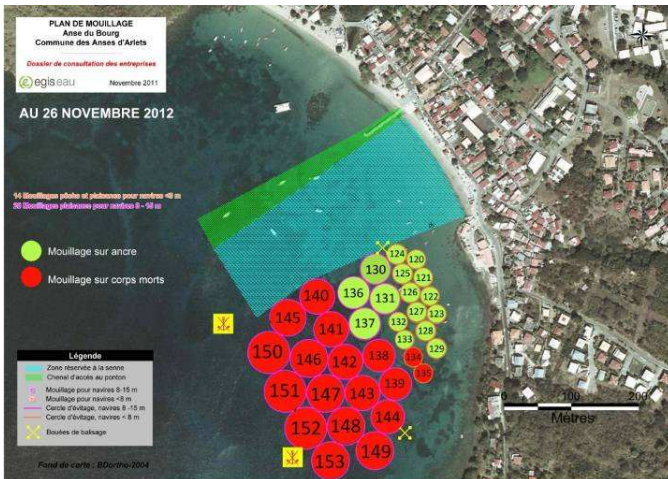 PLAN DE MOUILLAGE
Anse du Bourg
Commune des Anses d'Arlets
Dossier de consultation des entreprises
egis eau
Novembre 2011
AU 26 NOVEMBRE 2012
14 Mouillages pêche et plaisance pour navires <8 m
Mouillages plaisance pour navires 8 - 15 m
Mouillage sur ancre
Mouillage sur corps morts
124
120
130
125
121
136
131
126
122
127
123
140
137
132
128
145
141
133
129
150
146
142
138
134
135
151
147
143
139
152
148
144
153
149
Légende
Zone réservée à la senne
Chenal d'accès au ponton
Mouillage pour navires 8-15 m
Mouillage pour navires <8 m
Cercle d'évitage, navires 8 -15 m
Cercle d'évitage, navires < 8 m
Bouées de balisage
Fond de carte : BDortho-2004
0
100
200
Mètres